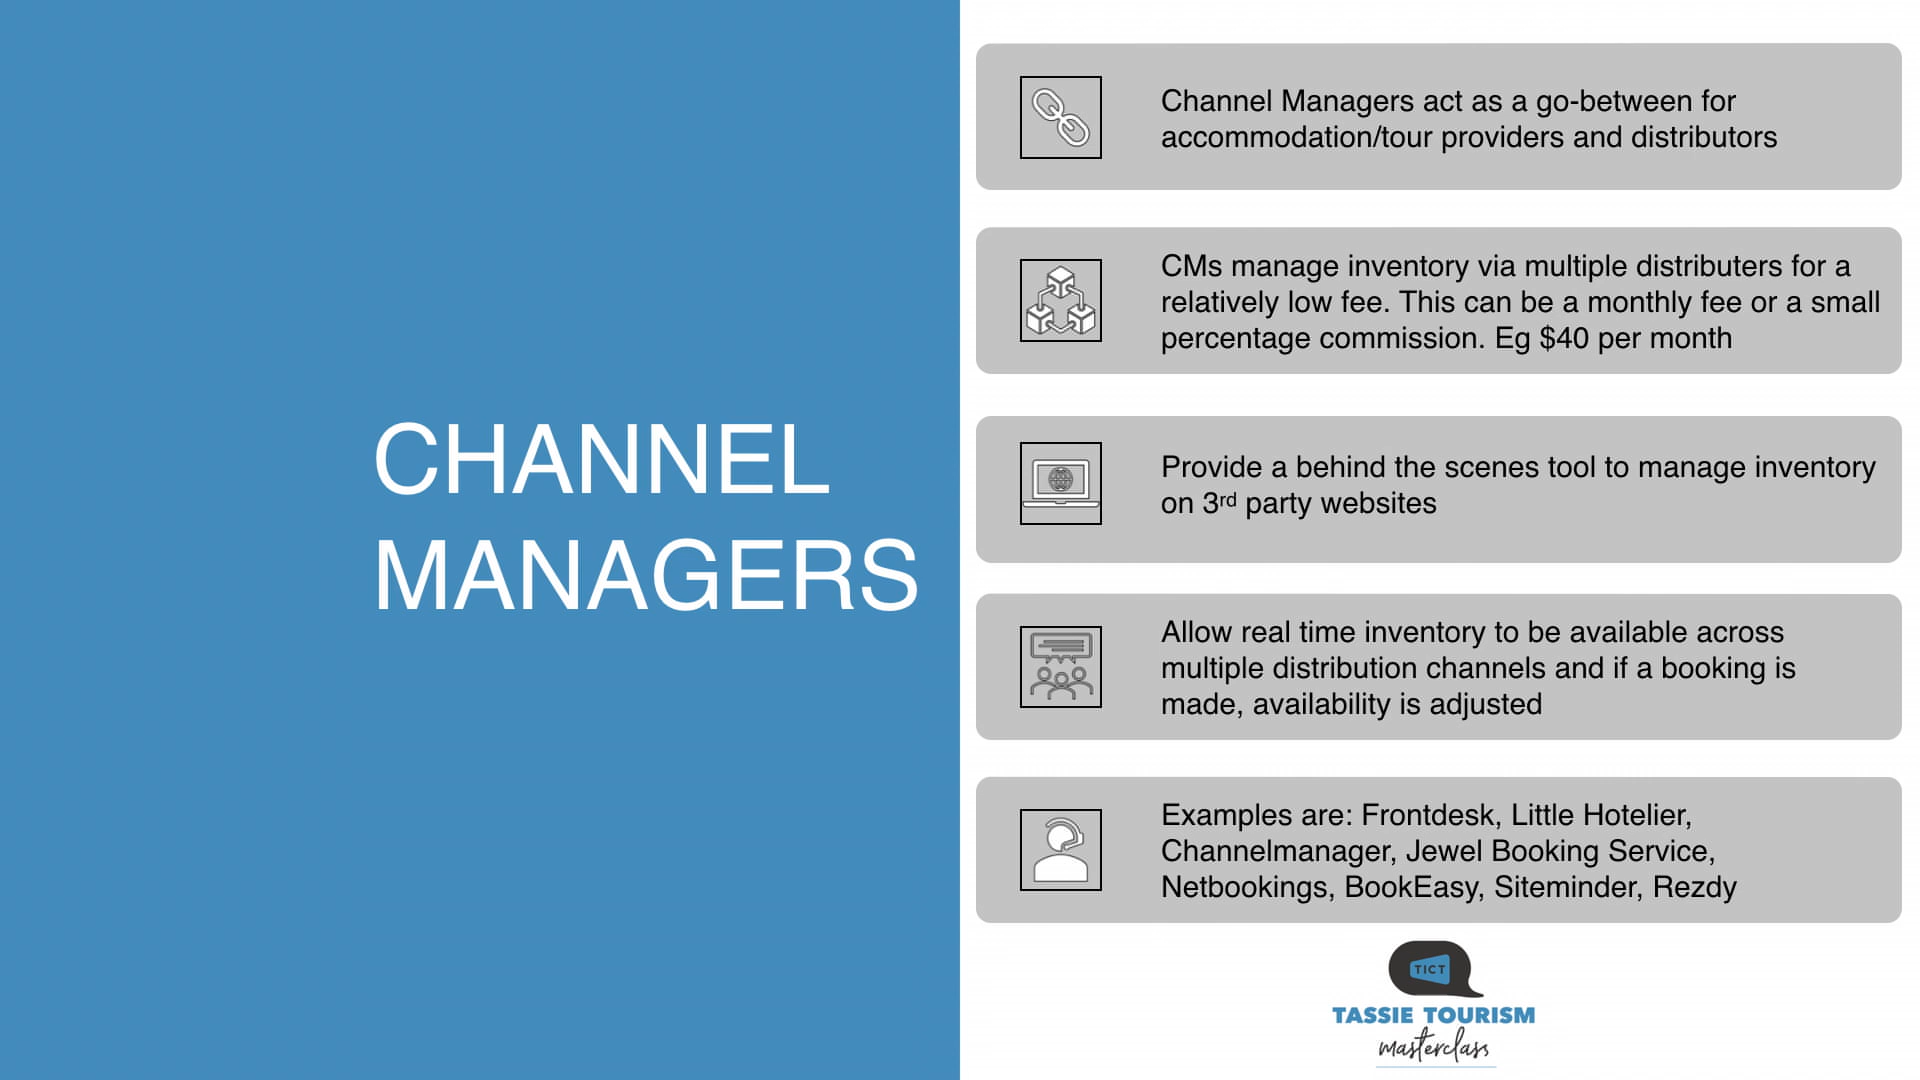 CHANNEL
MANAGERS
Channel Managers act as a go-between for
accommodation/tour providers and distributors
CMs manage inventory via multiple distributers for a
relatively low fee. This can be a monthly fee or a small
percentage commission. Eg $40 per month
Provide a behind the scenes tool to manage inventory
on 3rd party websites
Allow real time inventory to be available across
multiple distribution channels and if a booking is
made, availability is adjusted
Examples are: Frontdesk, Little Hotelier,
Channelmanager, Jewel Booking Service,
Netbookings, BookEasy, Siteminder, Rezdy
TICT
TASSIE TOURISM
masterclass